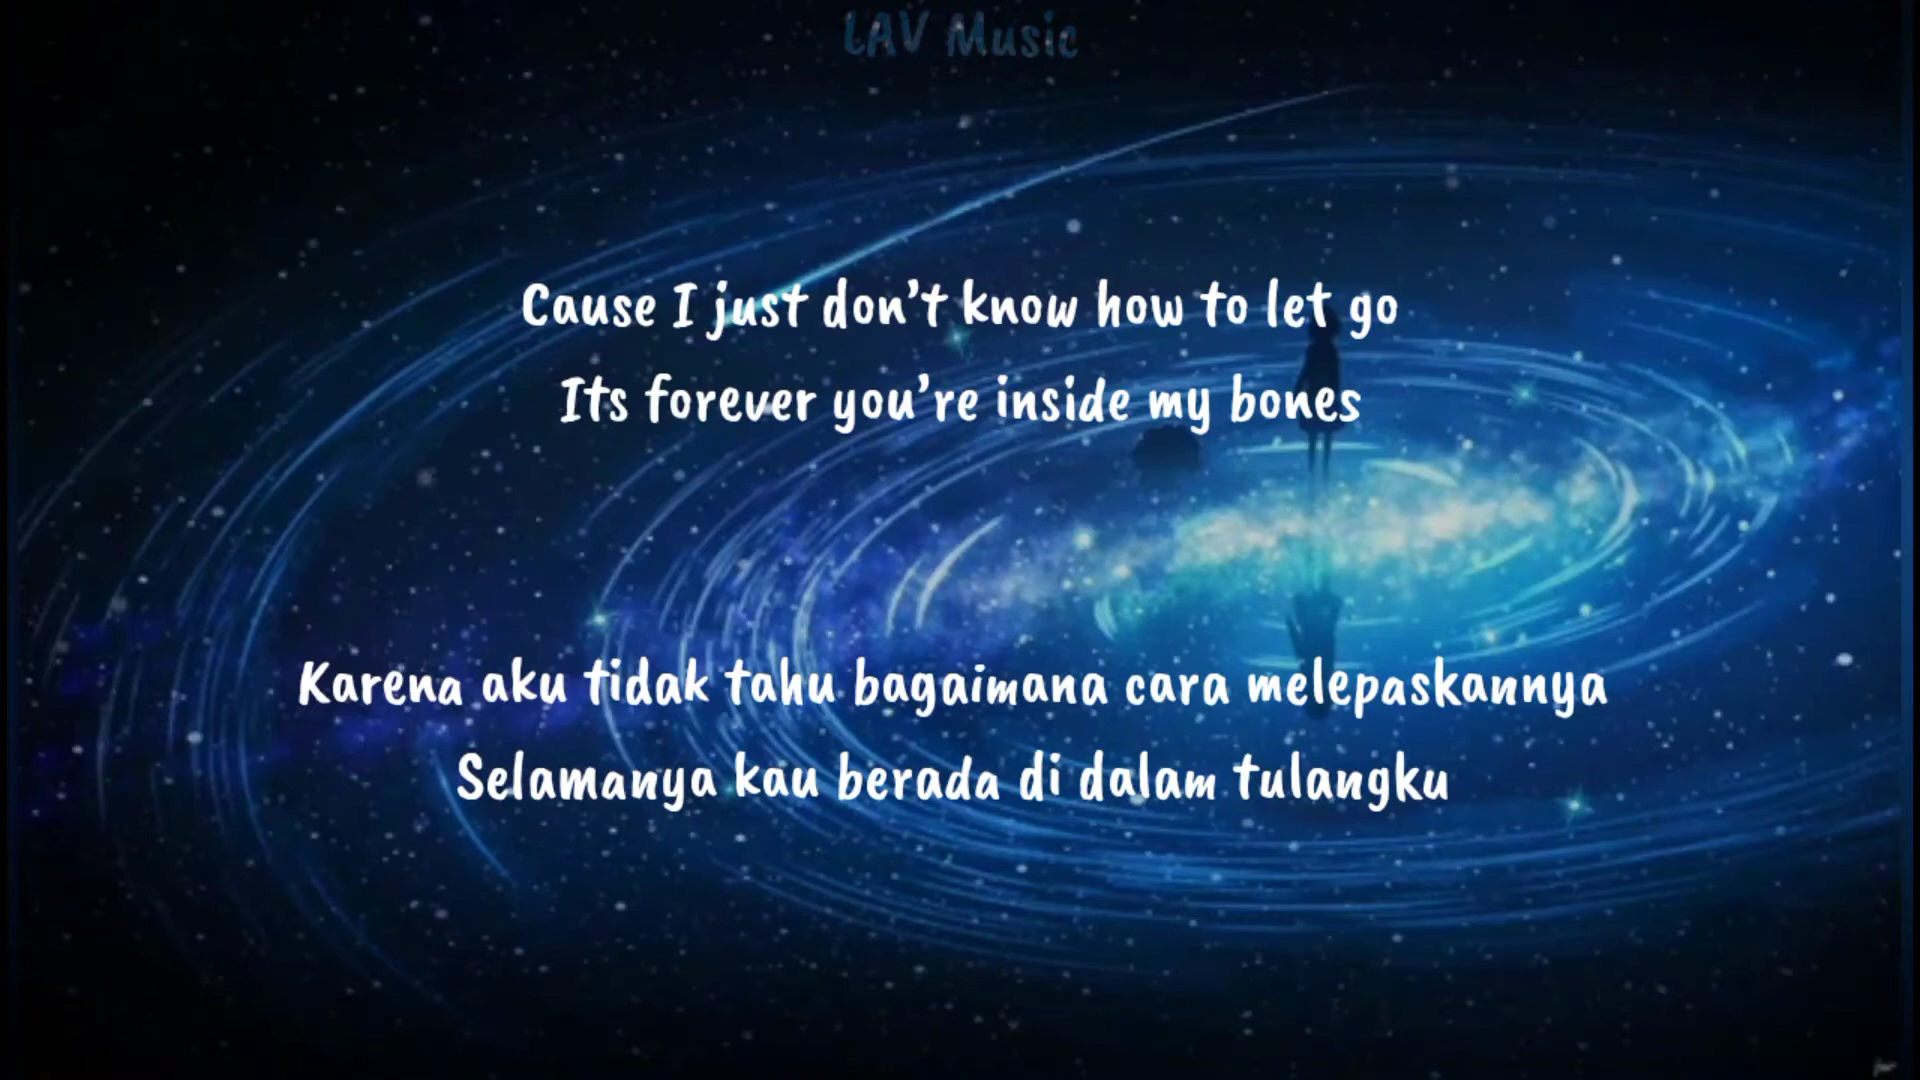 LAV Music
Cause I just don't know how to let go
Its forever you're inside my bones
Karena aku tidak tahu bagaimana cara melepaskannya
Selamanya kau berada di dalam tulangku